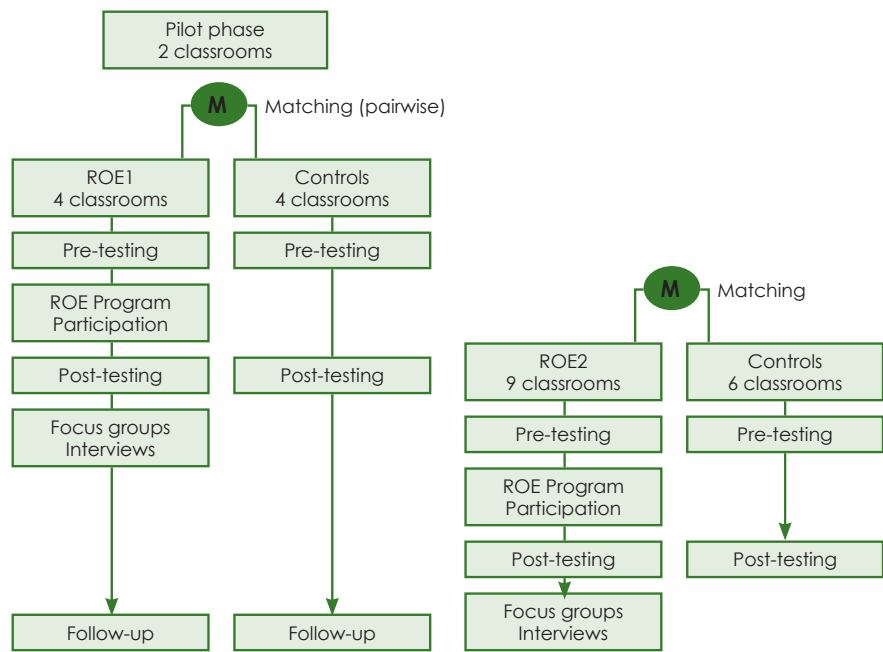 Pilot phase
2 classrooms
M
Matching (pairwise)
ROE1
4 classrooms
Controls
4 classrooms
Pre-testing
Pre-testing
ROE Program
Participation
Post-testing
Post-testing
Focus groups
Interviews
Follow-up
Follow-up
M
Matching
ROE2
9 classrooms
Controls
6 classrooms
Pre-testing
Pre-testing
ROE Program
Participation
Post-testing
Post-testing
Focus groups
Interviews